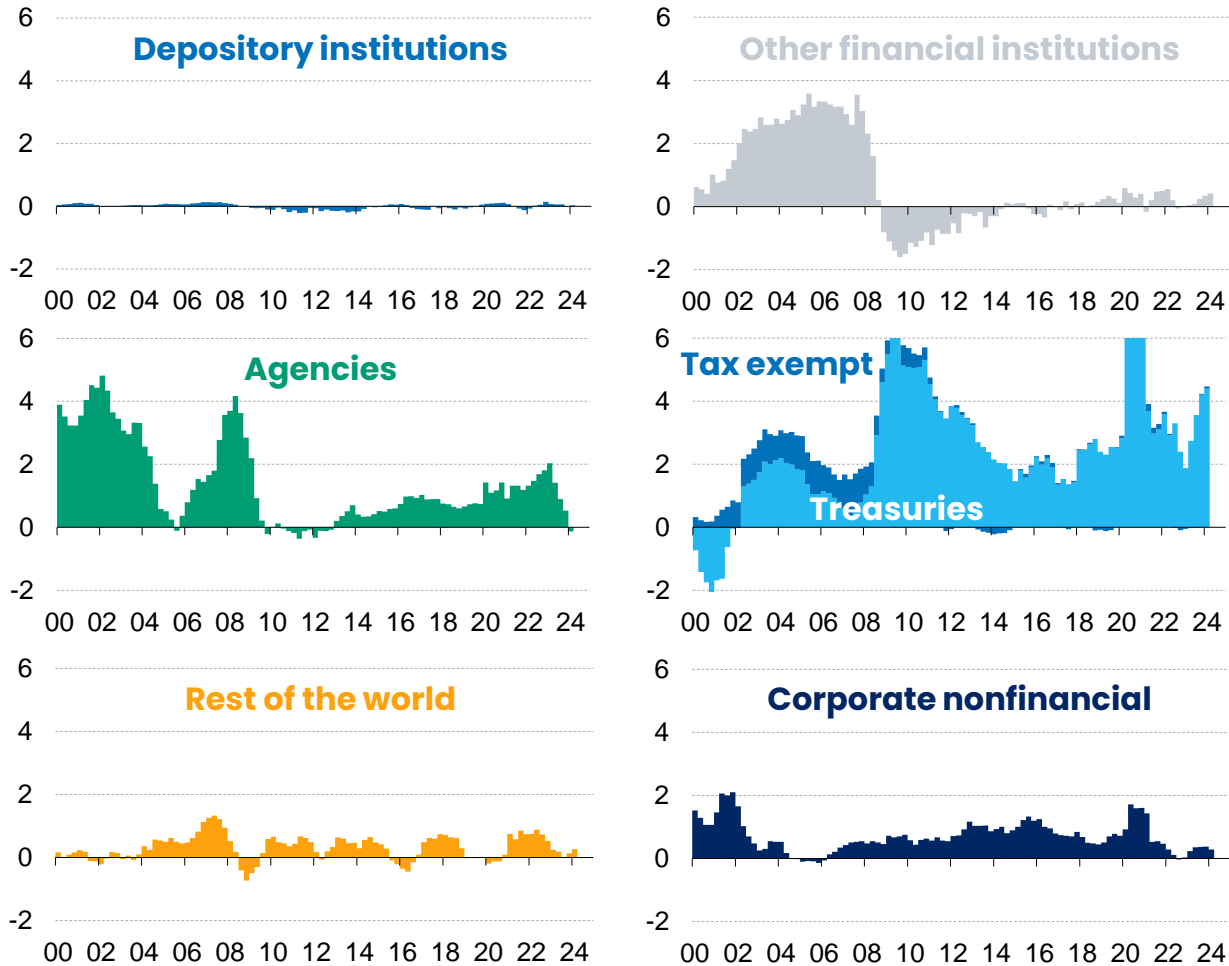 6
Depository institutions
4
2
0
-2
00 02 04 06 08 10 12 14 16 18 20 22 24
6
Other financial institutions
4
2
0
-2
00 02 04 06 08 10 12 14 16 18 20 22 24
6
Agencies
4
2
0
-2
00 02 04 06 08 10 12 14 16 18 20 22 24
6
Tax exempt
4
2
Treasuries
0
-2
00 02 04 06 08 10 12 14 16 18 20 22 24
6
Rest of the world
4
2
0
-2
00 02 04 06 08 10 12 14 16 18 20 22 24
6
Corporate nonfinancial
4
2
0
-2
00 02 04 06 08 10 12 14 16 18 20 22 24